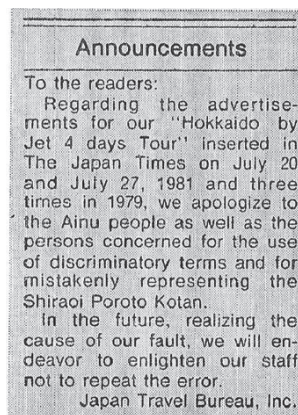 Announcements
To the readers:
Regarding the advertise-
ments for our "Hokkaido by
Jet 4 days Tour" inserted in
The Japan Times on July 20
and July 27, 1981 and three
times in 1979, we apologize to
the Ainu people as well as the
persons concerned for the use
of discriminatory terms and for
mistakenly representing the
Shiraoi Poroto Kotan.
In the future, realizing the
cause of our fault, we will en-
deavor to enlighten our staff
not to repeat the error.
Japan Travel Bureau, Inc.